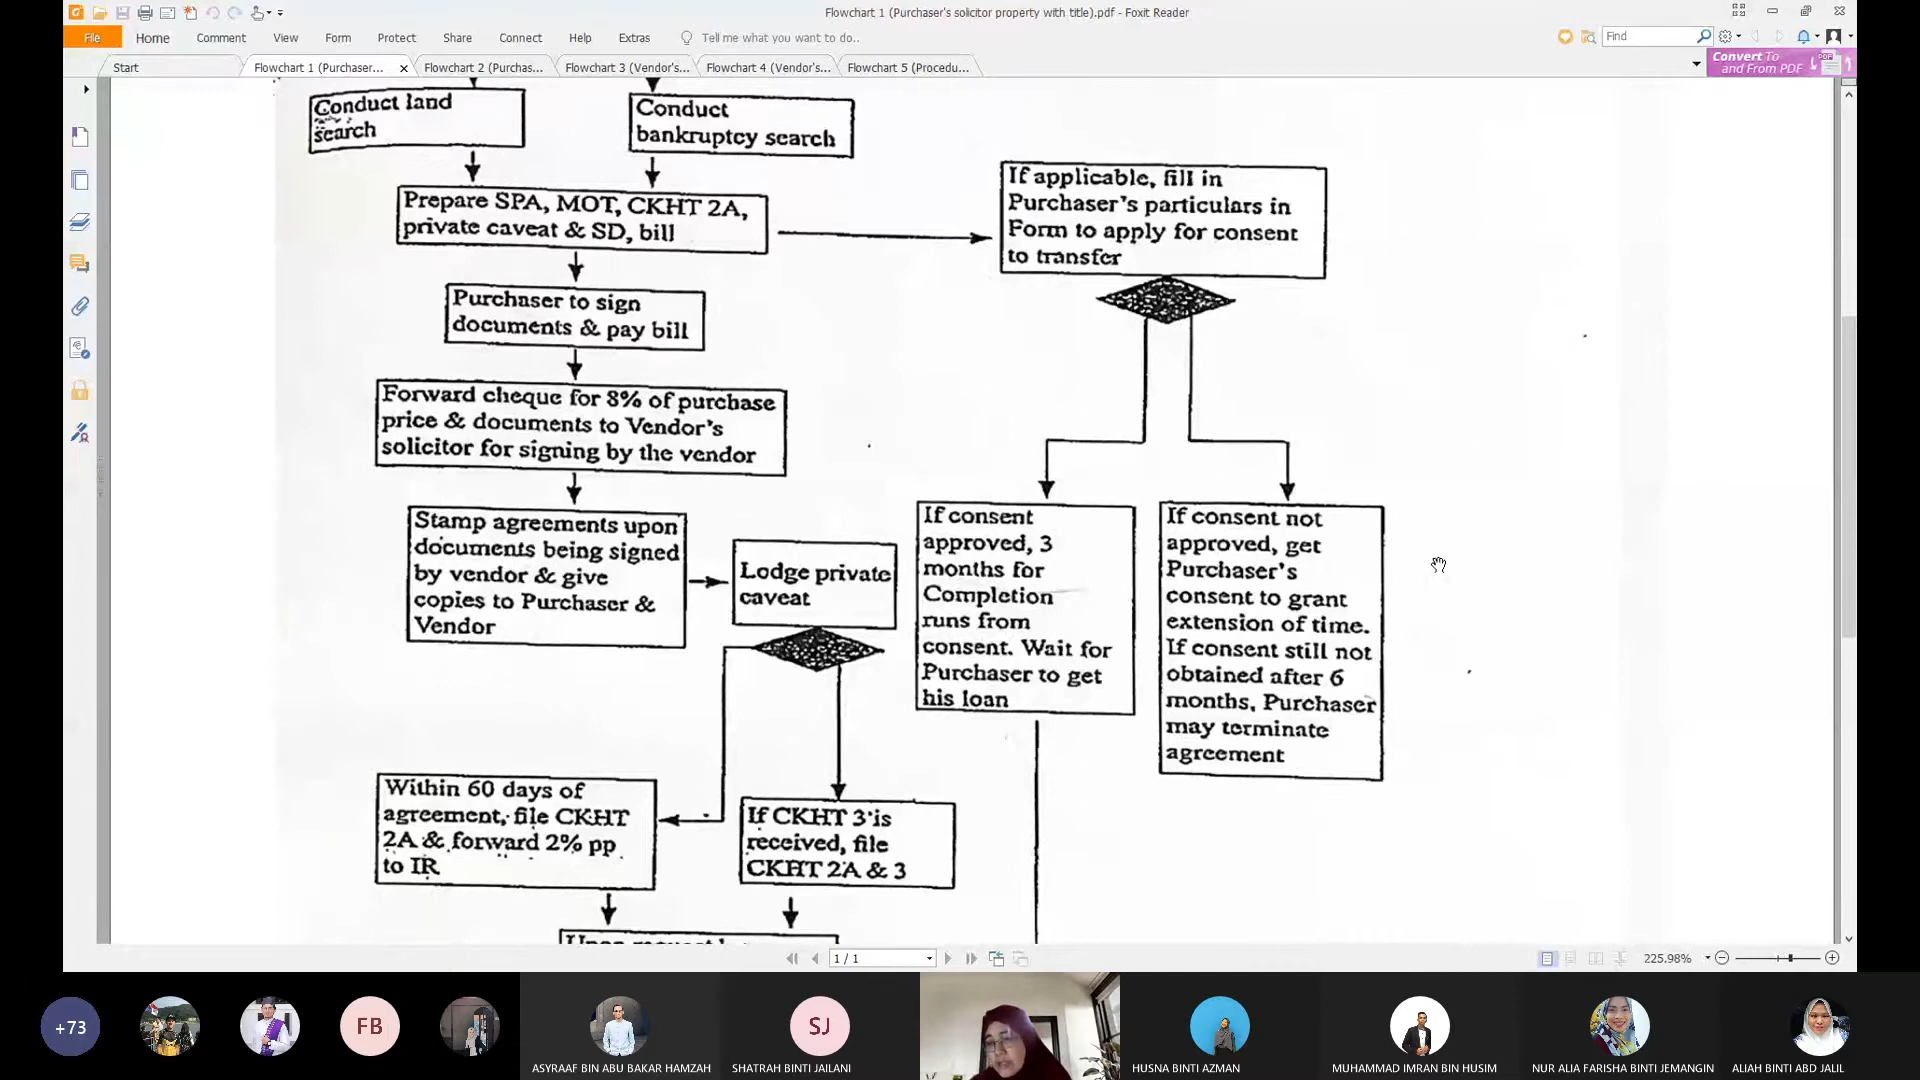 Flowchart 1 (Purchaser's solicitor property with title).pdf - Foxit Reader
File Home Comment View Form Protect Share Connect Help Extras Tell me what you want to do.. Find
Start Flowchart 1 (Purchaser... Flowchart 2 (Purchas... Flowchart 3 (Vendor's... Flowchart 4 (Vendor's... Flowchart 5 (Procedu...
Convert To
and From PDF
PDF
Conduct land
search
Conduct
bankruptcy search
Prepare SPA, MOT, CKHT 2A,
private caveat & SD, bill
If applicable, fill in
Purchaser's particulars in
Form to apply for consent
to transfer
Purchaser to sign
documents & pay bill
Forward cheque for 8% of purchase
price & documents to Vendor's
solicitor for signing by the vendor
Stamp agreements upon
documents being signed
by vendor & give
copies to Purchaser &
Vendor
Lodge private
caveat
If consent
approved, 3
months for
Completion
runs from
consent. Wait for
Purchaser to get
his loan
If consent not
approved, get
Purchaser's
consent to grant
extension of time.
If consent still not
obtained after 6
months, Purchaser
may terminate
agreement
Within 60 days of
agreement, file CKHT
2A & forward 2% pp
to IR
If CKHT 3 is
received, file
CKHT 2A & 3
Upon request
1 / 1
225.98%
+73
FB
SJ
ASYRAAF BIN ABU BAKAR HAMZAH
SHATRAH BINTI JAILANI
HUSNA BINTI AZMAN
MUHAMMAD IMRAN BIN HUSIM
NUR ALIA FARISHA BINTI JEMANGIN
ALIAH BINTI ABD JALIL